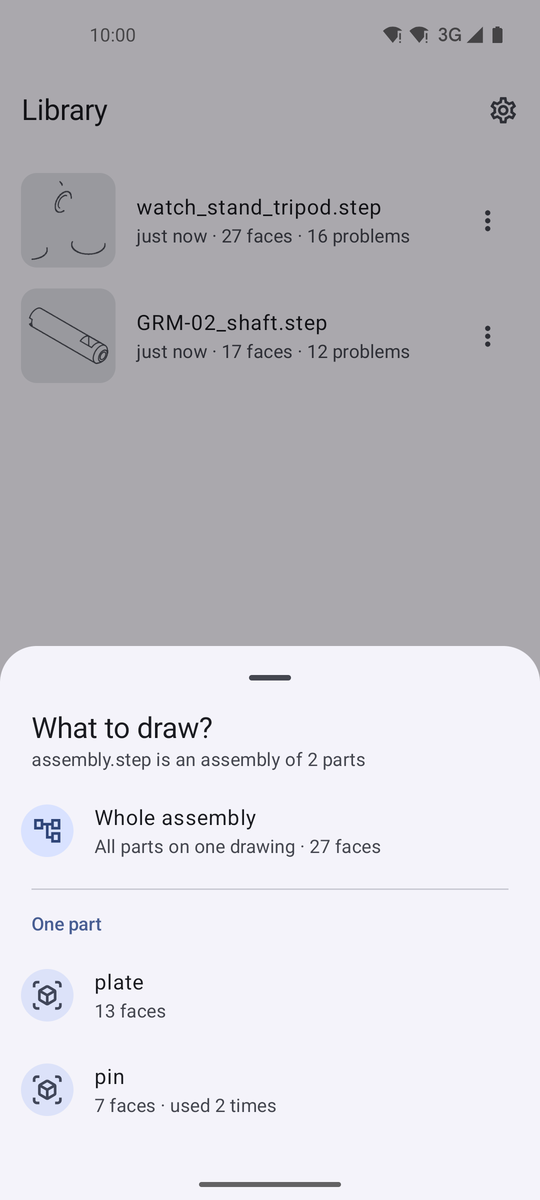 10:00
3G
Library
watch_stand_tripod.step
just now · 27 faces · 16 problems
GRM-02_shaft.step
just now · 17 faces · 12 problems
What to draw?
assembly.step is an assembly of 2 parts
Whole assembly
All parts on one drawing · 27 faces
One part
plate
13 faces
pin
7 faces · used 2 times